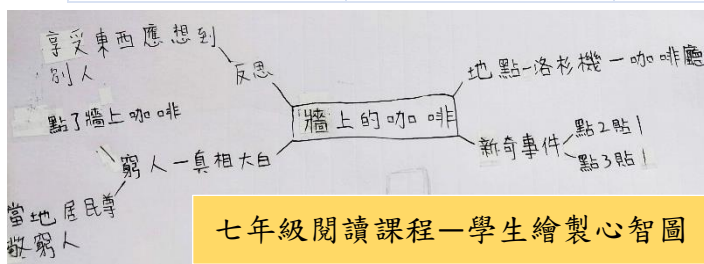 享受東西應想到
別人
反思
點了牆上咖啡
窮人－真相大白
當地居民尊
敬窮人
牆上的咖啡
地點-洛杉機－咖啡廳
新奇事件
點2貼1
點3貼1
七年級閱讀課程－學生繪製心智圖